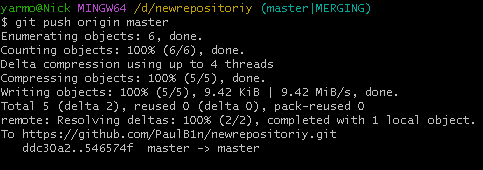 yarmo@Nick MINGW64 /d/newrepositoriy (master|MERGING)
$ git push origin master
Enumerating objects: 6, done.
Counting objects: 100% (6/6), done.
Delta compression using up to 4 threads
Compressing objects: 100% (5/5), done.
Writing objects: 100% (5/5), 9.42 KiB | 9.42 MiB/s, done.
Total 5 (delta 2), reused 0 (delta 0), pack-reused 0
remote: Resolving deltas: 100% (2/2), completed with 1 local object.
To https://github.com/PaulB1n/newrepositoriy.git
   ddc30a2..546574f  master -> master